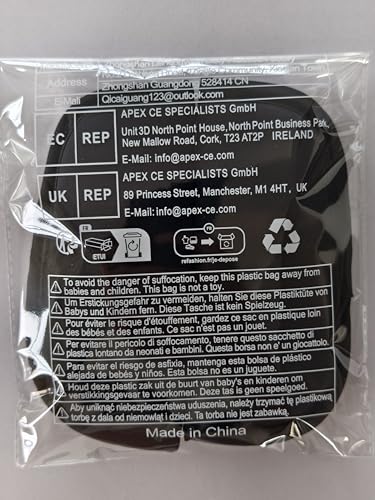 Address
Zhongshan Guangdong 528414 CN
E-Mail
Qicaiguang123@outlook.com
EC REP
APEX CE SPECIALISTS GmbH
Unit 3D North Point House, North Point Business Park,
New Mallow Road, Cork, T23 AT2P IRELAND
E-Mail: info@apex-ce.com
UK REP
APEX CE SPECIALISTS GmbH
89 Princess Street, Manchester, M1 4HT, UK
E-Mail: info@apex-ce.com
FR
ETUI
FR
refashion.fr/je-depose
To avoid the danger of suffocation, keep this plastic bag away from
babies and children. This bag is not a toy.
Um Erstickungsgefahr zu vermeiden, halten Sie diese Plastiktüte von
Babys und Kindern fern. Diese Tasche ist kein Spielzeug.
Pour éviter le risque d'étouffement, gardez ce sac en plastique loin
des bébés et des enfants. Ce sac n'est pas un jouet.
Per evitare il pericolo di soffocamento, tenere questo sacchetto di
plastica lontano da neonati e bambini. Questa borsa non e' un giocattolo.
Para evitar el riesgo de asfixia, mantenga esta bolsa de plástico
alejada de bebés y niños. Esta bolsa no es un juguete.
Houd deze plastic zak uit de buurt van baby's en kinderen om
verstikkingsgevaar te voorkomen. Deze tas is geen speelgoed.
Aby uniknąć niebezpieczeństwa uduszenia, należy trzymać tę plastikową
torbę z dala od niemowląt i dzieci. Ta torba nie jest zabawką.
Made in China